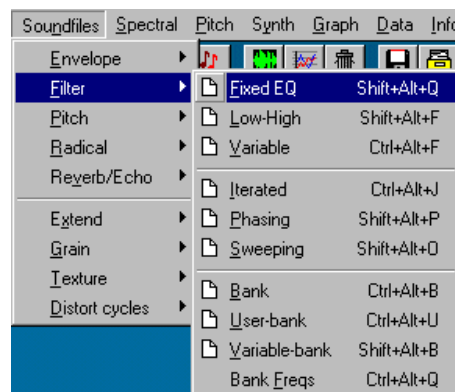 Soundfiles Spectral Pitch Synth Graph Data Info
Envelope
Filter
Pitch
Radical
Reverb/Echo
Extend
Grain
Texture
Distort cycles
Fixed EQ Shift+Alt+Q
Low-High Shift+Alt+F
Variable Ctrl+Alt+F
Iterated Ctrl+Alt+J
Phasing Shift+Alt+P
Sweeping Shift+Alt+O
Bank Ctrl+Alt+B
User-bank Ctrl+Alt+U
Variable-bank Shift+Alt+B
Bank Freqs Ctrl+Alt+Q